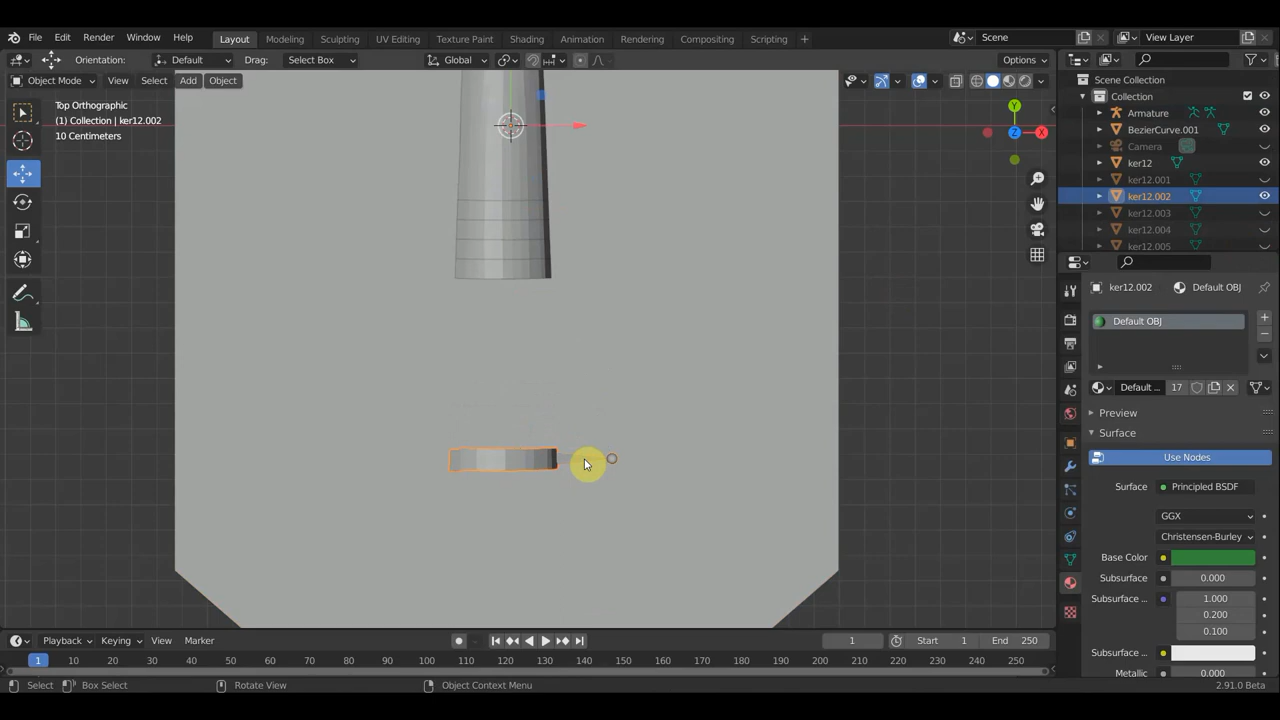 File Edit Render Window Help Layout Modeling Sculpting UV Editing Texture Paint Shading Animation Rendering Compositing Scripting + Scene View Layer
Orientation: Default Drag: Select Box Global Options
Object Mode View Select Add Object
Scene Collection
Collection
Top Orthographic
(1) Collection | ker12.002
10 Centimeters
Armature
BezierCurve.001
Camera
ker12
ker12.001
ker12.002
ker12.003
ker12.004
ker12.005
Y
Z X
ker12.002 Default OBJ
Default OBJ
Default ... 17
Preview
Surface
Use Nodes
Surface Principled BSDF
GGX
Christensen-Burley
Base Color
Subsurface 0.000
Subsurface ... 1.000
0.200
0.100
Subsurface ...
Metallic 0.000
Playback Keying View Marker 1 Start 1 End 250
1 10 20 30 40 50 60 70 80 90 100 110 120 130 140 150 160 170 180 190 200 210 220 230 240 250
Select Box Select Rotate View Object Context Menu 2.91.0 Beta